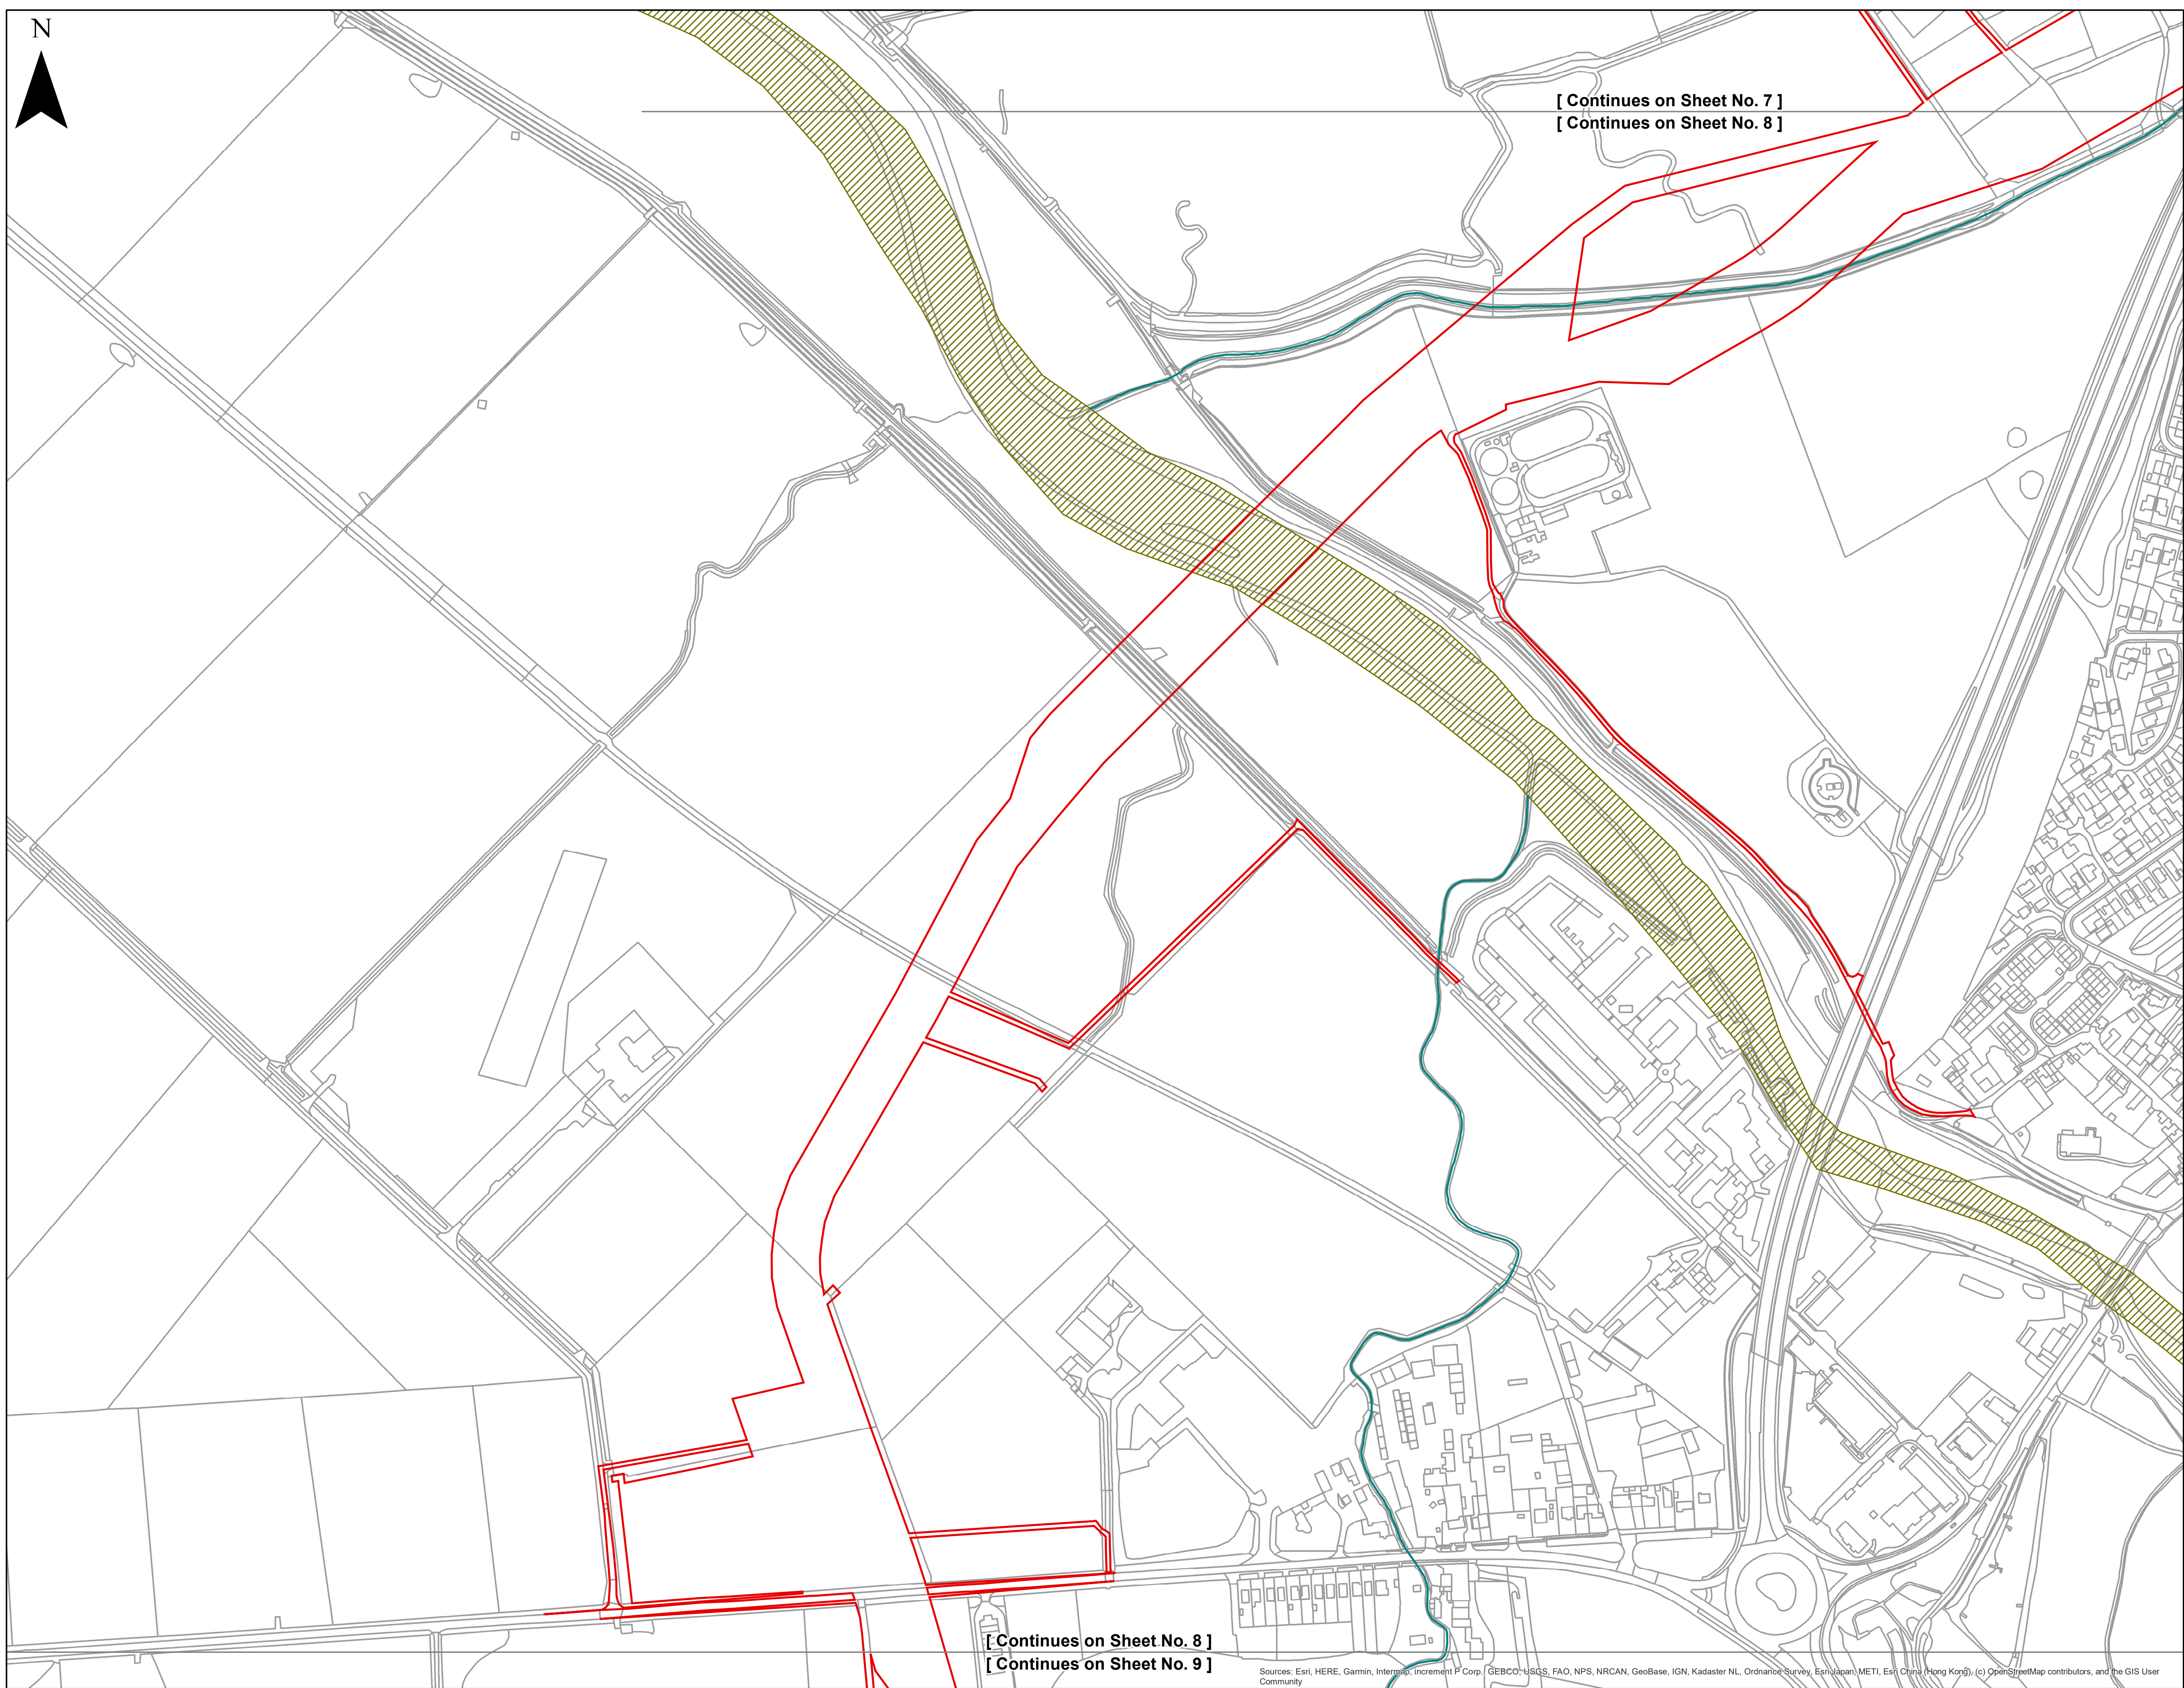 N
[ Continues on Sheet No. 7 ]
[ Continues on Sheet No. 8 ]
[ Continues on Sheet No. 8 ]
[ Continues on Sheet No. 9 ]
Sources: Esri, HERE, Garmin, Intermap, increment P Corp., GEBCO, USGS, FAO, NPS, NRCAN, GeoBase, IGN, Kadaster NL, Ordnance Survey, Esri Japan, METI, Esri China (Hong Kong), (c) OpenStreetMap contributors, and the GIS User
Community